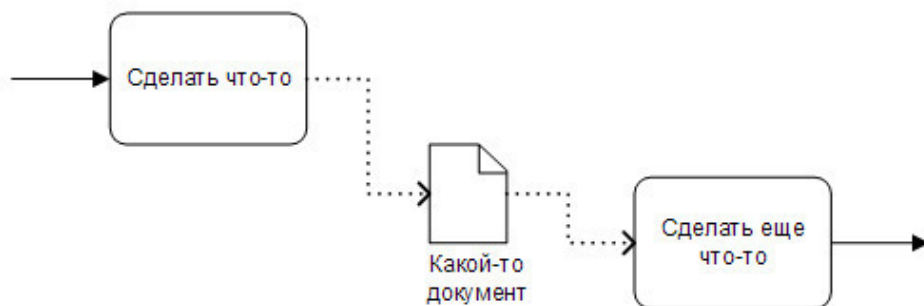 Сделать что-то
Какой-то
документ
Сделать еще
что-то